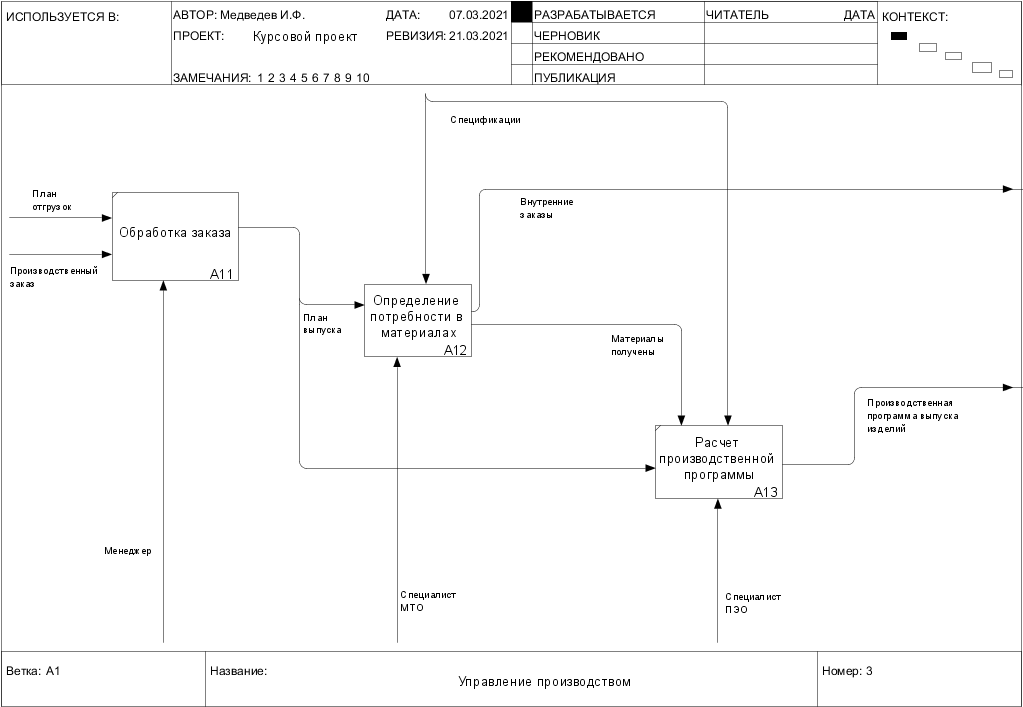 ИСПОЛЬЗУЕТСЯ В:
АВТОР: Медведев И.Ф.
ДАТА: 07.03.2021
РАЗРАБАТЫВАЕТСЯ
ЧИТАТЕЛЬ
ДАТА
КОНТЕКСТ:
ПРОЕКТ: Курсовой проект
РЕВИЗИЯ: 21.03.2021
ЧЕРНОВИК
РЕКОМЕНДОВАНО
ЗАМЕЧАНИЯ: 1 2 3 4 5 6 7 8 9 10
ПУБЛИКАЦИЯ
Спецификации
План
отгрузок
Внутренние
заказы
Обработка заказа
A11
Производственный
заказ
Определение
потребности в
материалах
A12
План
выпуска
Материалы
получены
Производственная
программа выпуска
изделий
Расчет
производственной
программы
A13
Менеджер
Специалист
МТО
Специалист
ПЭО
Ветка: A1
Название:
Управление производством
Номер: 3